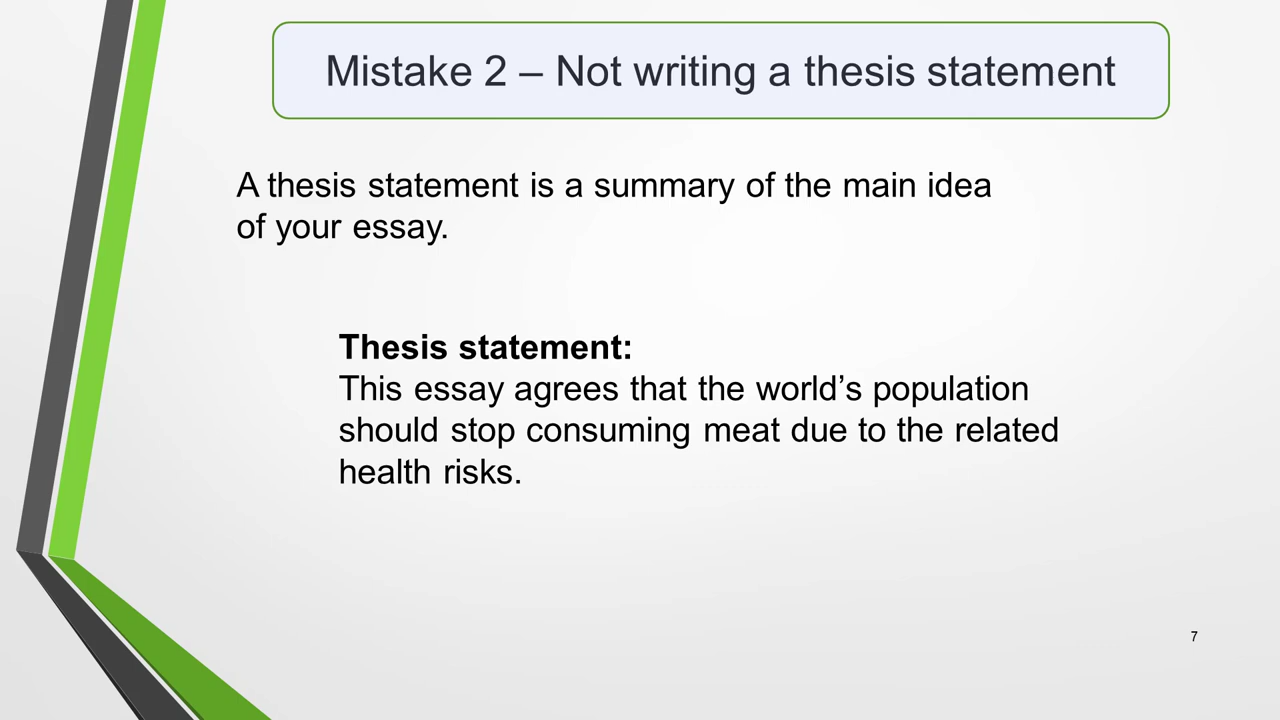 Mistake 2 – Not writing a thesis statement
A thesis statement is a summary of the main idea
of your essay.
Thesis statement:
This essay agrees that the world’s population
should stop consuming meat due to the related
health risks.
7